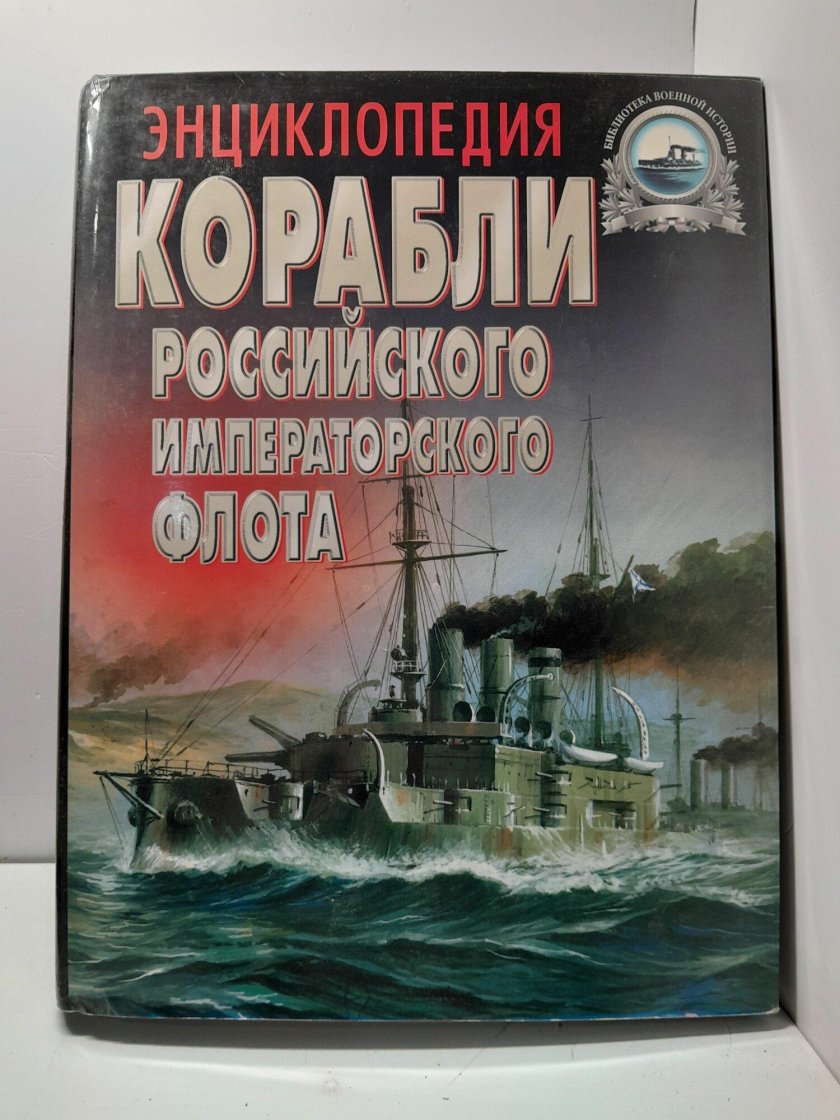 ЭНЦИКЛОПЕДИЯ
БИБЛИОТЕКА ВОЕННОЙ ИСТОРИИ
КОРАБЛИ
РОССИЙСКОГО
ИМПЕРАТОРСКОГО
ФЛОТА